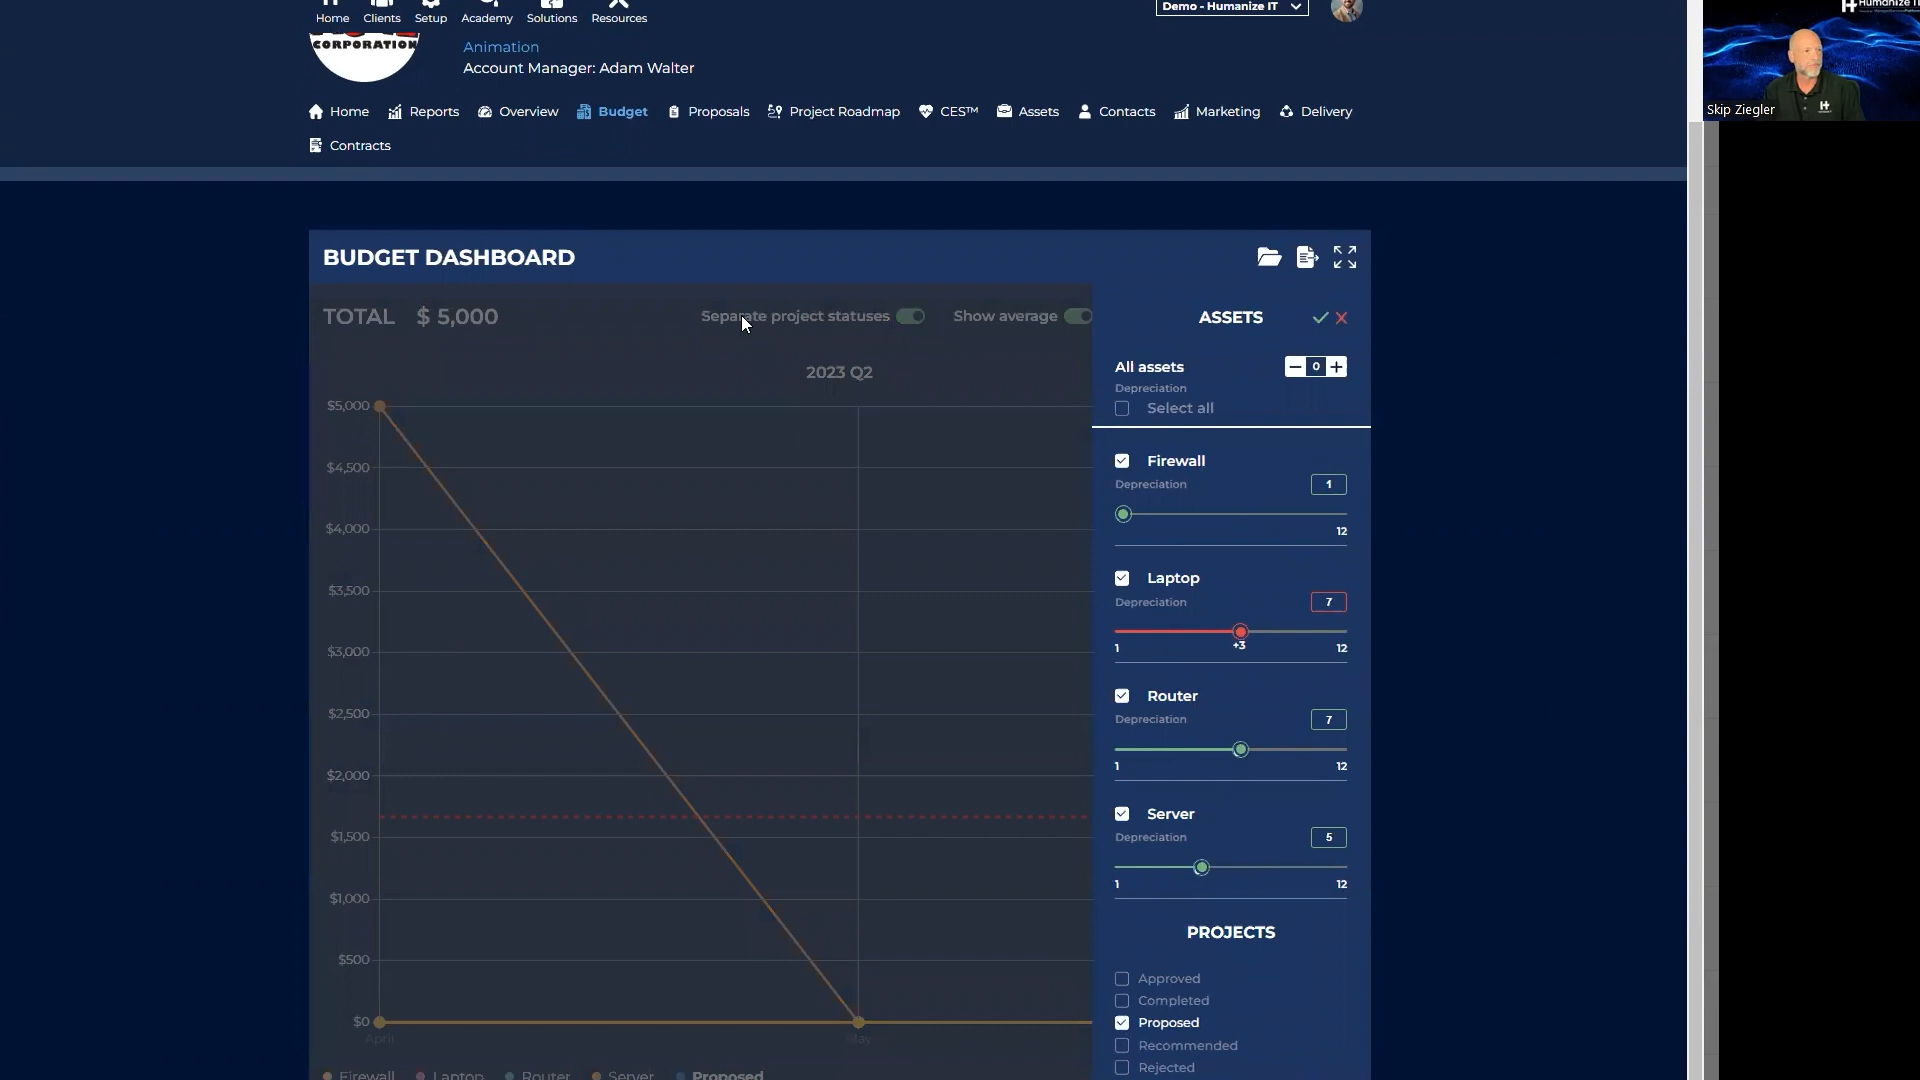 Home Clients Setup Academy Solutions Resources
Demo - Humanize IT
Humanize IT
CORPORATION
Animation
Account Manager: Adam Walter
Skip Ziegler
Home Reports Overview Budget Proposals Project Roadmap CES™ Assets Contacts Marketing Delivery
Contracts
BUDGET DASHBOARD
TOTAL $ 5,000
Separate project statuses
Show average
2023 Q2
$5,000
$4,500
$4,000
$3,500
$3,000
$2,500
$2,000
$1,500
$1,000
$500
$0
April
May
Firewall Laptop Router Server Proposed
ASSETS
All assets
0
Depreciation
Select all
Firewall
Depreciation
1
12
Laptop
Depreciation
7
+3
1 12
Router
Depreciation
7
1 12
Server
Depreciation
5
1 12
PROJECTS
Approved
Completed
Proposed
Recommended
Rejected